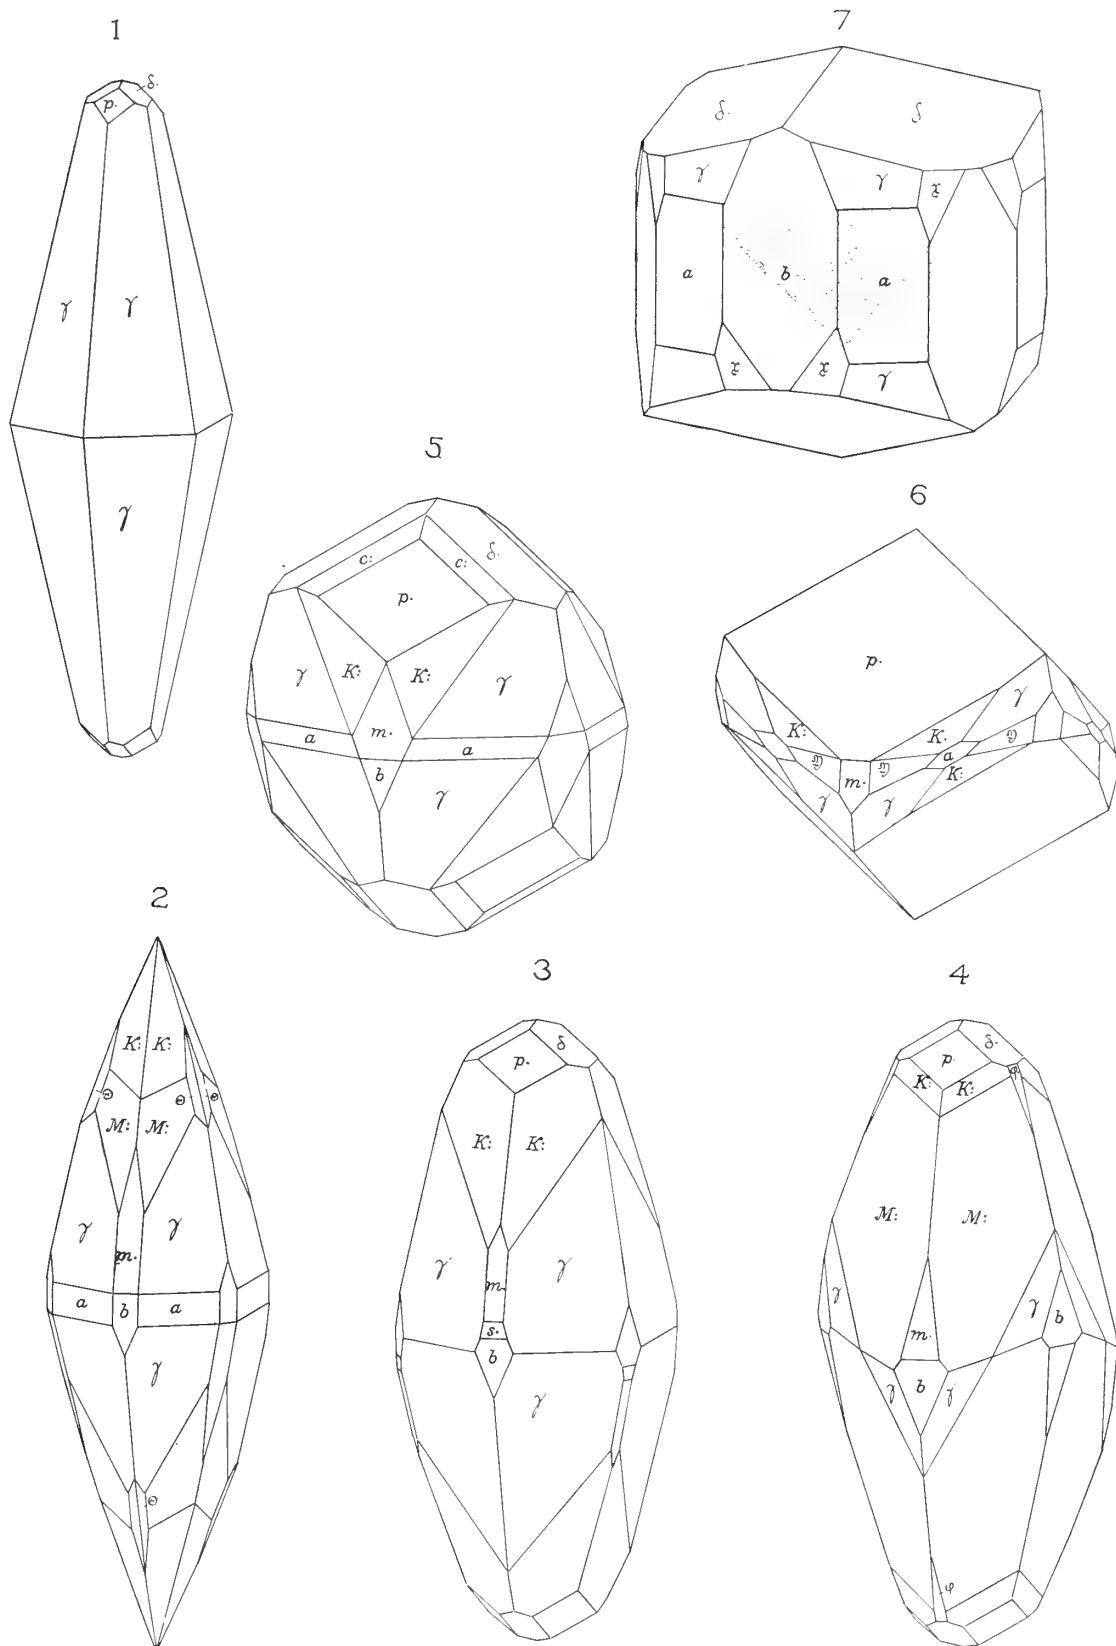 1
δ.
p.
γ γ
γ
7
δ. δ
γ γ x
a b a
x x γ
5
c: c: δ.
p.
γ K: K: γ
a m. a
b
γ
6
p.
γ
K: K.
m. a
K:
γ γ
2
K: K:
Θ Θ Θ
M: M:
γ γ
m.
a b a
γ
Θ
3
δ
p.
K: K:
γ m. γ
s.
b
γ
4
p. δ.
K: K: φ
M: M:
γ γ b
m.
γ b γ
φ